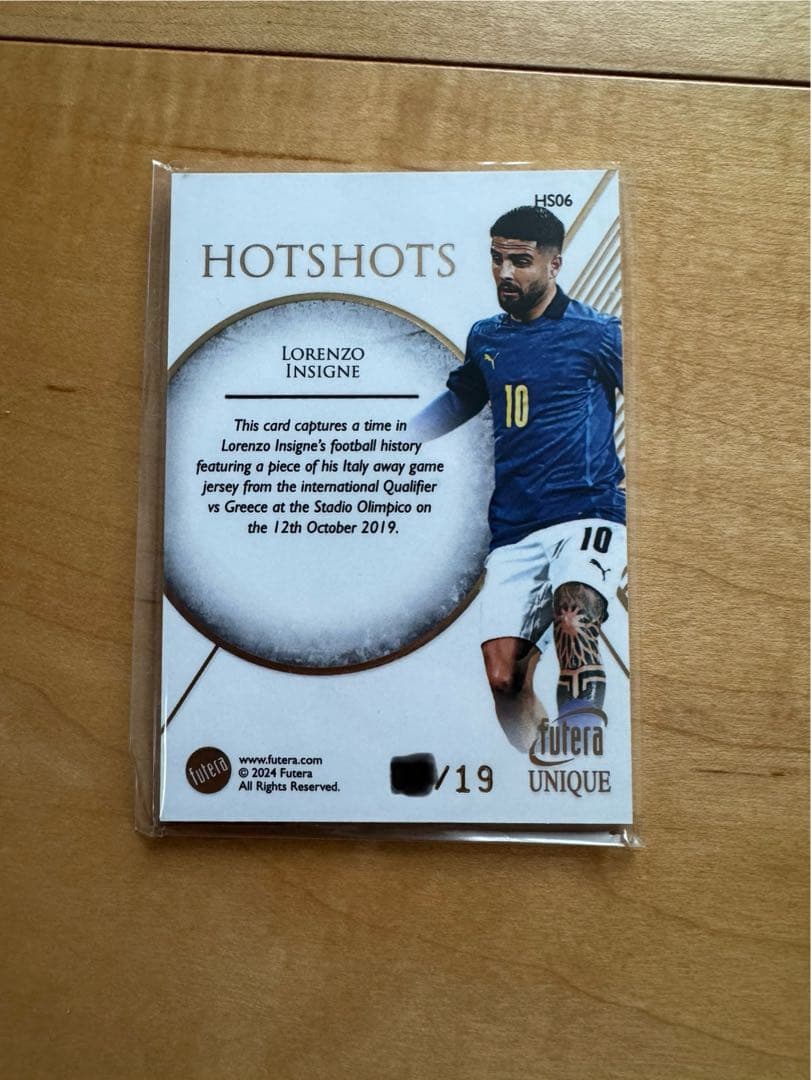 HS06
HOTSHOTS
LORENZO
INSIGNE
This card captures a time in
Lorenzo Insigne's football history
featuring a piece of his Italy away game
jersey from the international Qualifier
vs Greece at the Stadio Olimpico on
the 12th October 2019.
10
10
futera
UNIQUE
futera
www.futera.com
© 2024 Futera
All Rights Reserved.
/19